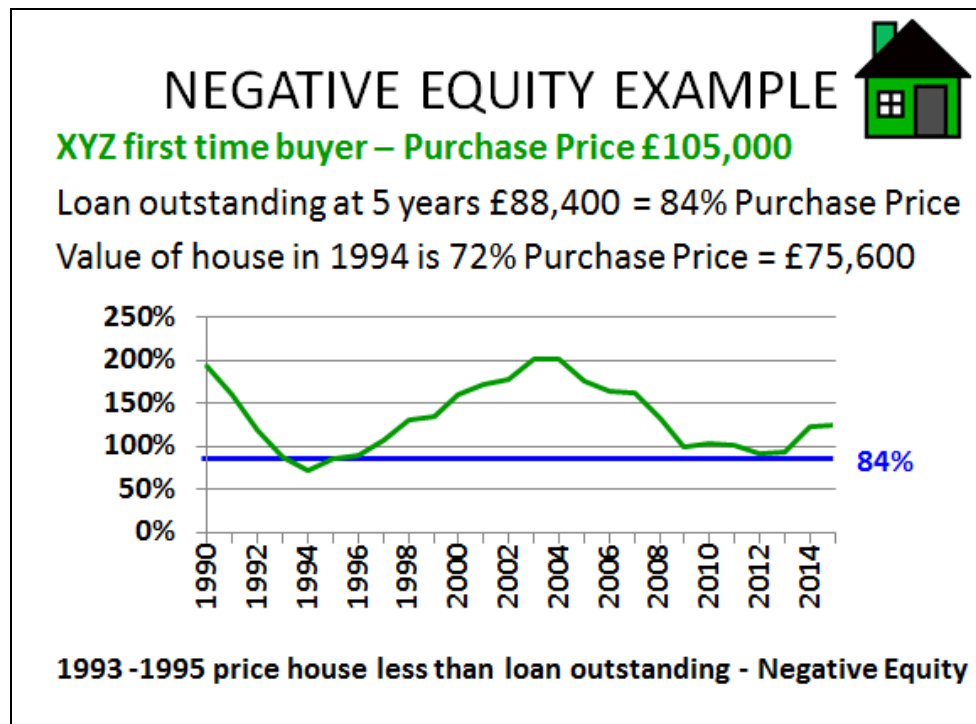 NEGATIVE EQUITY EXAMPLE
XYZ first time buyer – Purchase Price £105,000
Loan outstanding at 5 years £88,400 = 84% Purchase Price
Value of house in 1994 is 72% Purchase Price = £75,600
250%
200%
150%
100%
50%
0%
84%
1990 1992 1994 1996 1998 2000 2002 2004 2006 2008 2010 2012 2014
1993 -1995 price house less than loan outstanding - Negative Equity